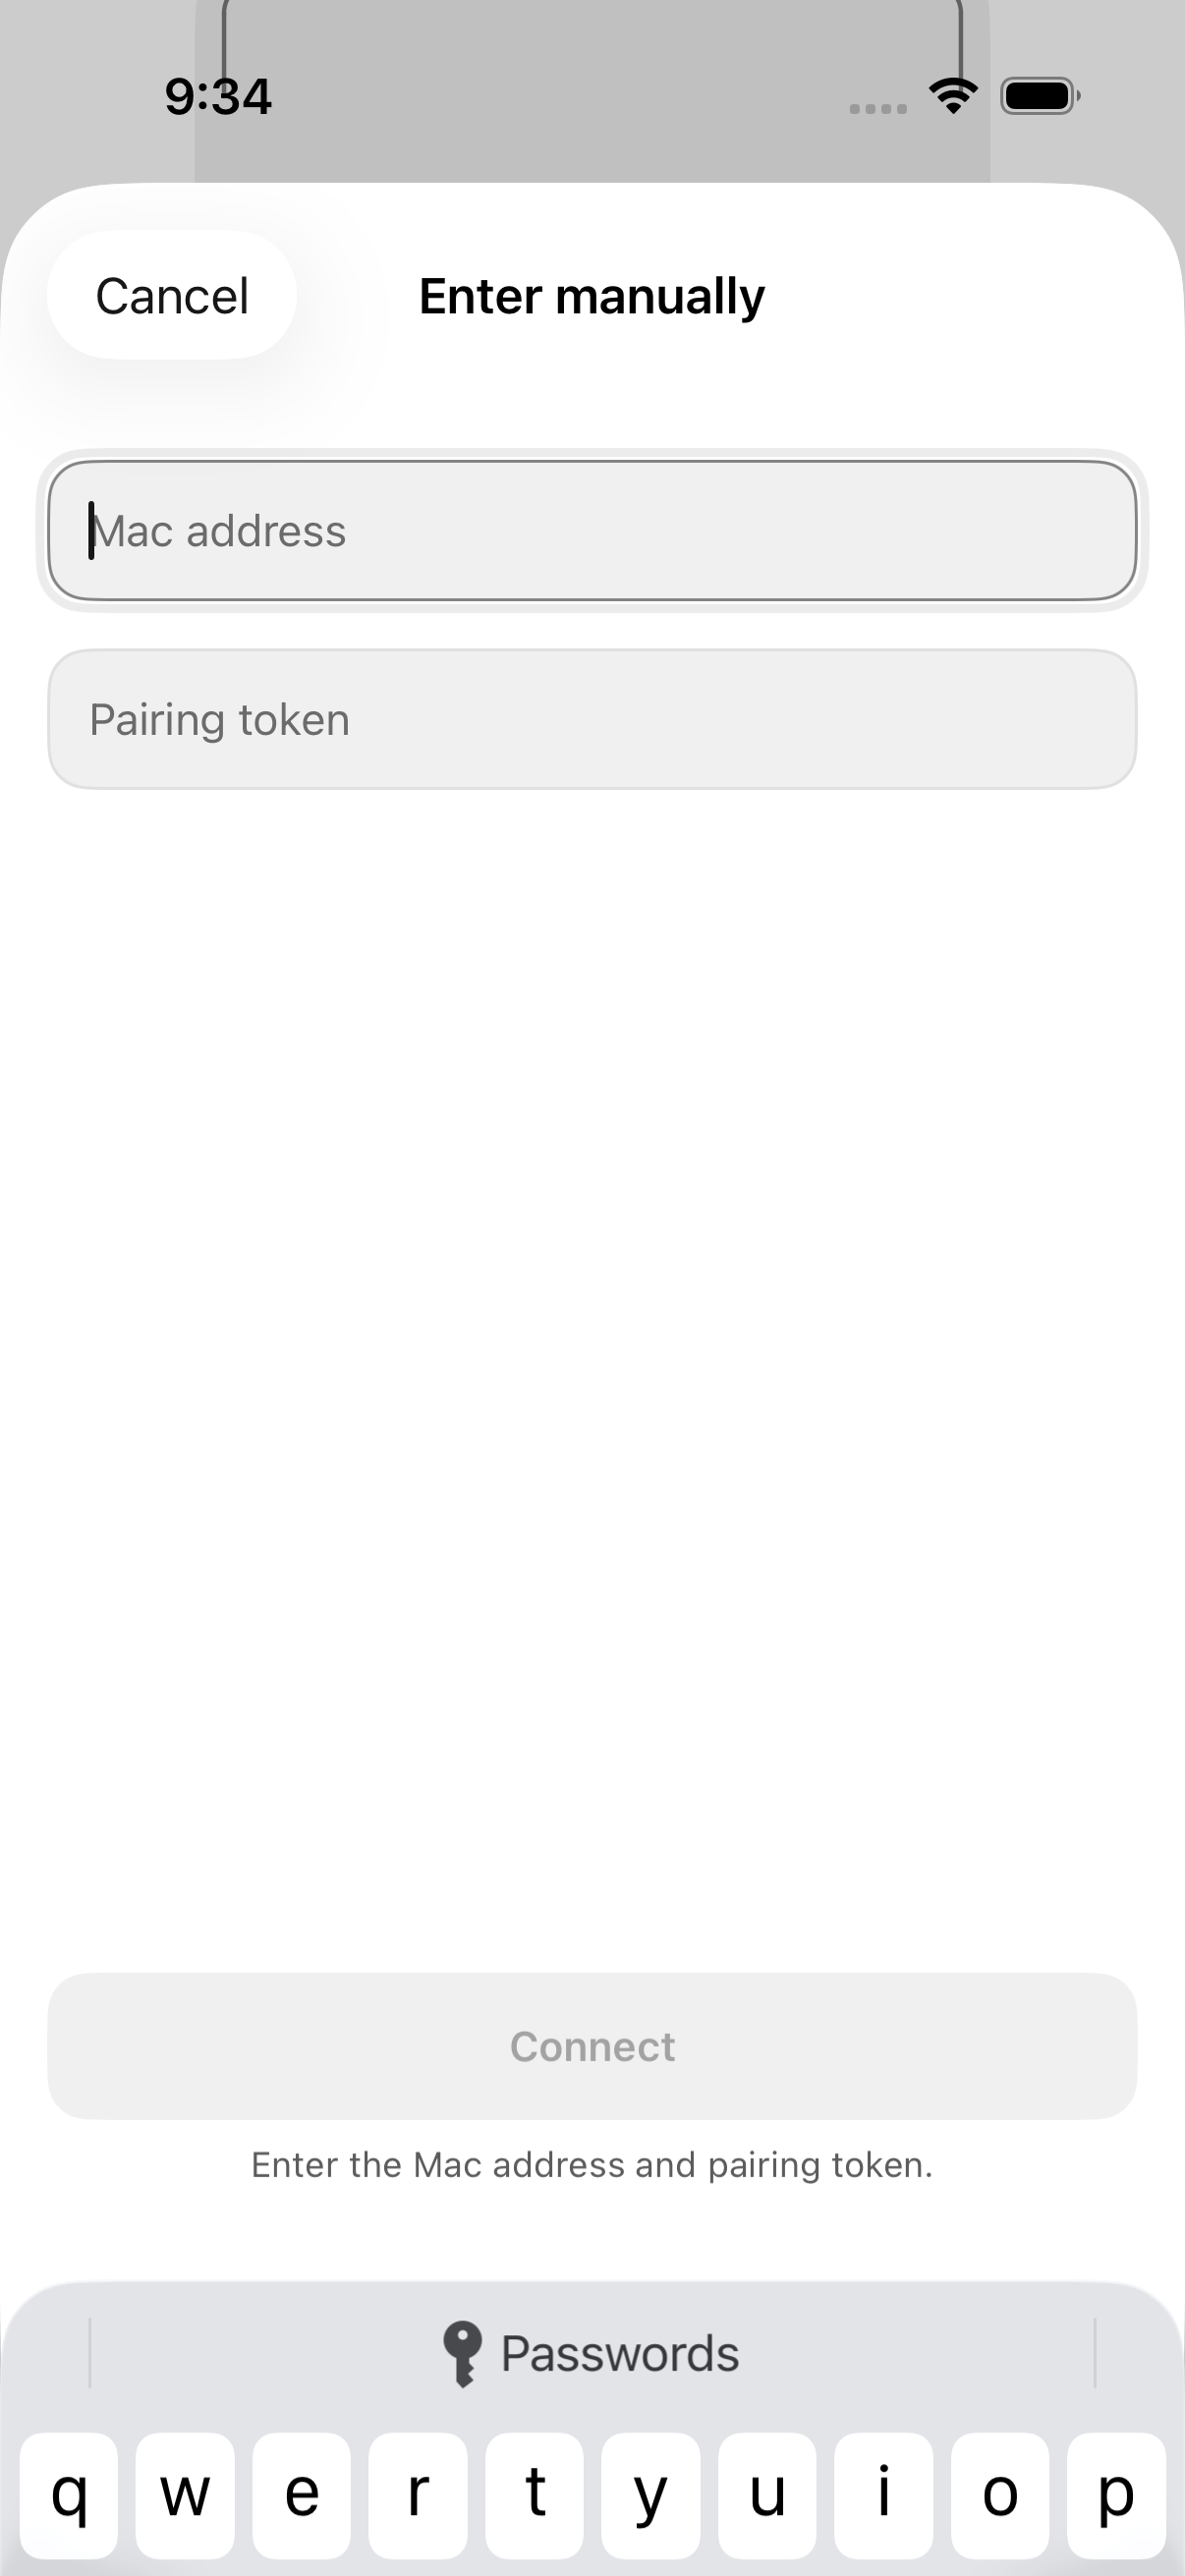 9:34
Cancel
Enter manually
Mac address
Pairing token
Connect
Enter the Mac address and pairing token.
Passwords
q w e r t y u i o p